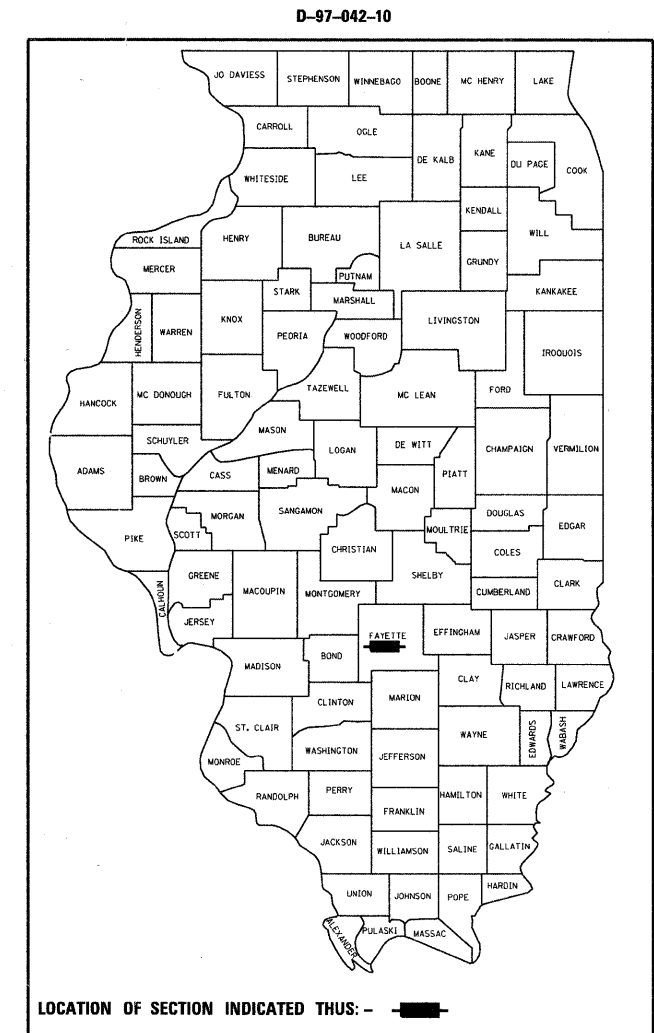 D-97-042-10
JO DAVIESS
STEPHENSON
WINNEBAGO
BOONE
MC HENRY
LAKE
CARROLL
OGLE
DE KALB
KANE
DU PAGE
COOK
WHITESIDE
LEE
KENDALL
WILL
ROCK ISLAND
HENRY
BUREAU
LA SALLE
GRUNDY
MERCER
PUTNAM
KANKAKEE
STARK
MARSHALL
HENDERSON
WARREN
KNOX
PEORIA
WOODFORD
LIVINGSTON
IROQUOIS
HANCOCK
MC DONOUGH
FULTON
TAZEWELL
MC LEAN
FORD
MASON
SCHUYLER
LOGAN
DE WITT
CHAMPAIGN
VERMILION
ADAMS
BROWN
CASS
MENARD
MACON
PIATT
PIKE
SCOTT
MORGAN
SANGAMON
CHRISTIAN
MOULTRIE
DOUGLAS
EDGAR
COLES
CALHOUN
GREENE
MACOUPIN
MONTGOMERY
SHELBY
CUMBERLAND
CLARK
JERSEY
FAYETTE
EFFINGHAM
JASPER
CRAWFORD
MADISON
BOND
CLAY
RICHLAND
LAWRENCE
CLINTON
MARION
ST. CLAIR
WAYNE
EDWARDS
WABASH
MONROE
WASHINGTON
JEFFERSON
RANDOLPH
PERRY
HAMILTON
WHITE
FRANKLIN
JACKSON
WILLIAMSON
SALINE
GALLATIN
UNION
JOHNSON
POPE
HARDIN
ALEXANDER
PULASKI
MASSAC
LOCATION OF SECTION INDICATED THUS: -